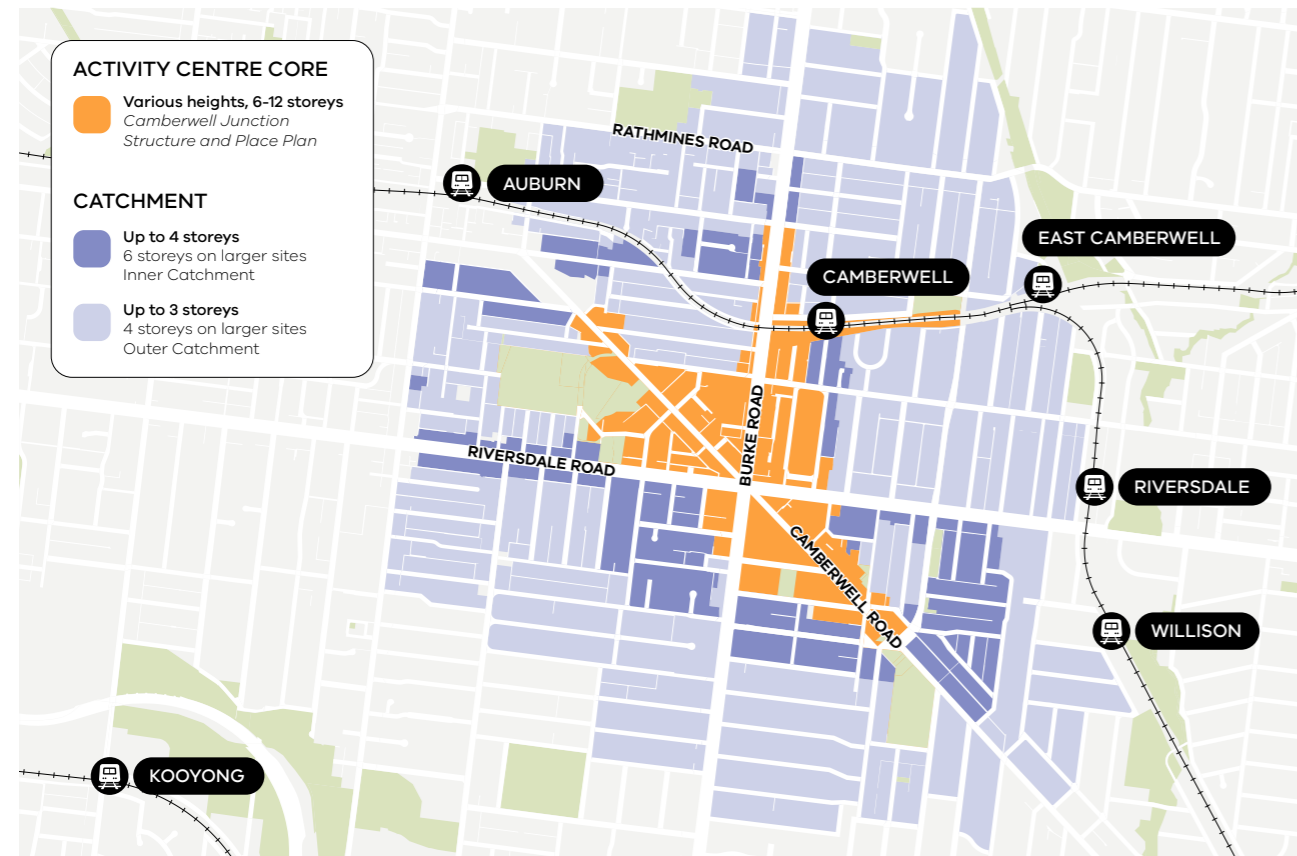 ACTIVITY CENTRE CORE
Various heights, 6-12 storeys
Camberwell Junction
Structure and Place Plan
CATCHMENT
Up to 4 storeys
6 storeys on larger sites
Inner Catchment
Up to 3 storeys
4 storeys on larger sites
Outer Catchment
RATHMINES ROAD
AUBURN
EAST CAMBERWELL
CAMBERWELL
BURKE ROAD
RIVERSDALE ROAD
RIVERSDALE
CAMBERWELL ROAD
WILLISON
KOOYONG